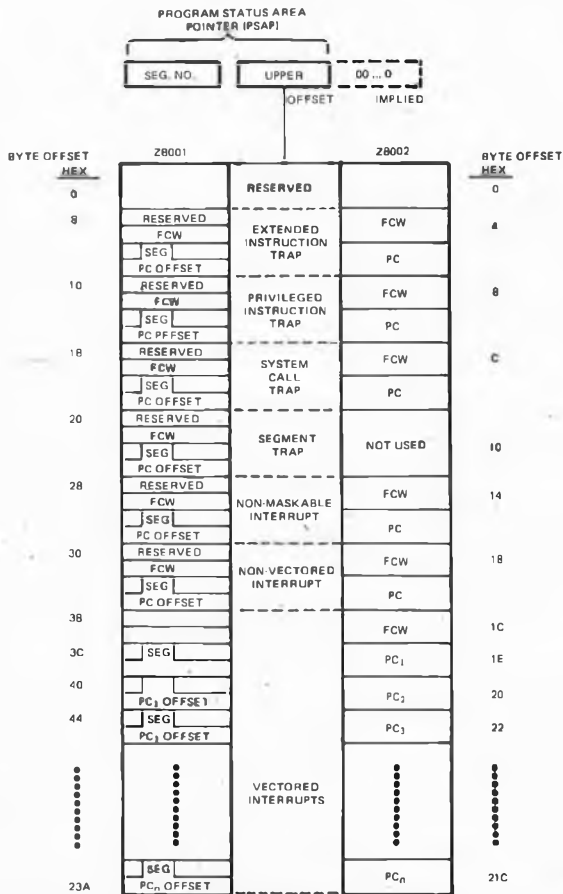 PROGRAM STATUS AREA
POINTER (PSAP)
SEG. NO. UPPER 00 ... 0
OFFSET IMPLIED
BYTE OFFSET Z8001 Z8002 BYTE OFFSET
HEX HEX
0 RESERVED 0
8 RESERVED
FCW
SEG
PC OFFSET
EXTENDED
INSTRUCTION
TRAP
FCW
PC
4
10 RESERVED
FCW
SEG
PC PFFSET
PRIVILEGED
INSTRUCTION
TRAP
FCW
PC
8
18 RESERVED
FCW
SEG
PC OFFSET
SYSTEM
CALL
TRAP
FCW
PC
C
20 RESERVED
FCW
SEG
PC OFFSET
SEGMENT
TRAP
NOT USED
10
28 RESERVED
FCW
SEG
PC OFFSET
NON-MASKABLE
INTERRUPT
FCW
PC
14
30 RESERVED
FCW
SEG
PC OFFSET
NON-VECTORED
INTERRUPT
FCW
PC
18
38 FCW 1C
3C SEG PC1 1E
40 PC1 OFFSET PC2 20
44 SEG PC3 22
PC3 OFFSET
VECTORED
INTERRUPTS
SEG
23A PCn OFFSET PCn 21C